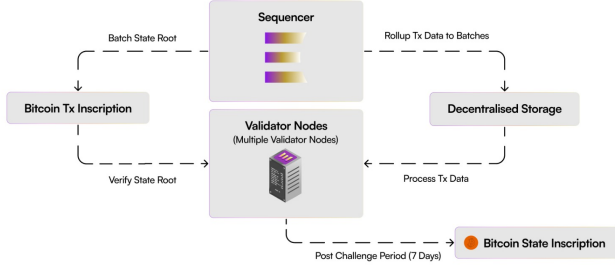 Sequencer
Batch State Root
Rollup Tx Data to Batches
Bitcoin Tx Inscription
Decentralised Storage
Validator Nodes
(Multiple Validator Nodes)
Verify State Root
Process Tx Data
Bitcoin State Inscription
Post Challenge Period (7 Days)